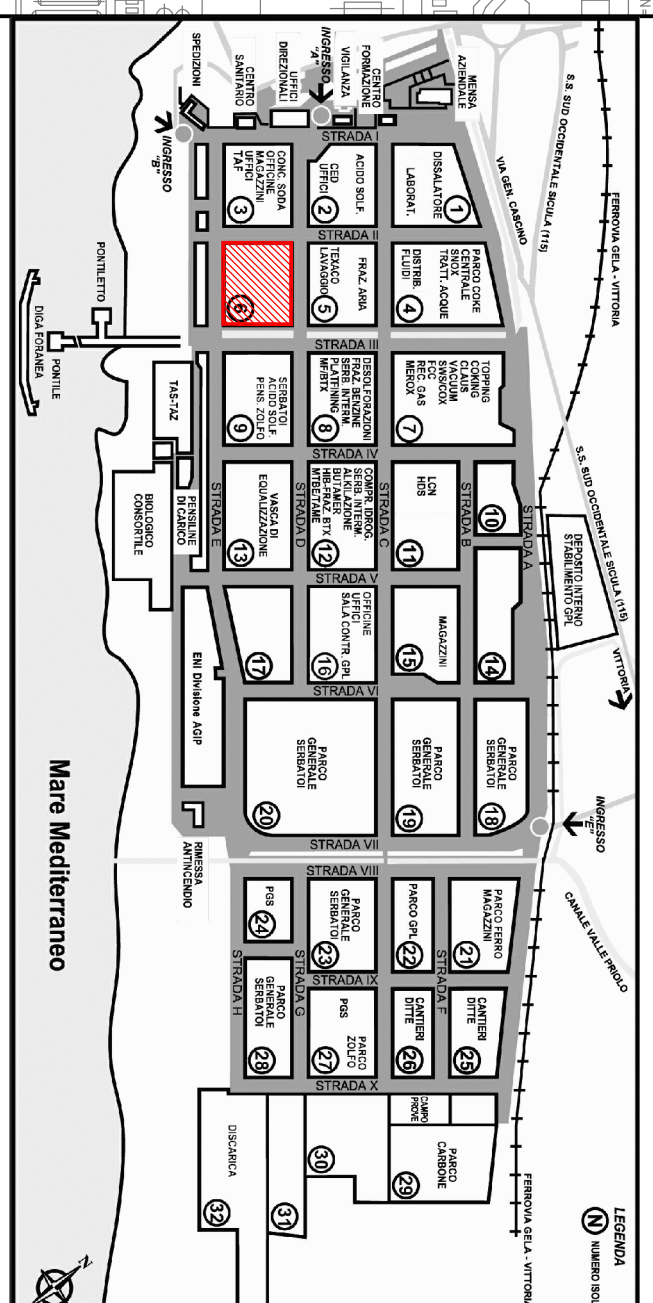 MENSA
AZIENDALE
CENTRO
FORMAZIONE
VIGILANZA
INGRESSO
"A"
UFFICI
DIREZIONALI
CENTRO
SANITARIO
SPEDIZIONI
INGRESSO
"B"
STRADA I
DISSALATORE
LABORAT.
1
ACIDO SOLF.
CED
UFFICI
2
CONC. SODA
OFFICINE
MAGAZZINI
UFFICI
TAF
3
STRADA II
PARCO COKE
CENTRALE
SNOX
TRATT. ACQUE
DISTRIB.
FLUIDI
4
FRAZ. ARIA
TEXACO
LAVAGGIO
5
6
STRADA III
TOPPING
COKING
CLAUS
VACUUM
SWS/COX
FCC
REC. GAS
MEROX
7
DESOLFORAZIONI
FRAZ. BENZINE
SERB. INTERM.
PLATFINING
MF/BTX
8
SERBATOI
ACIDO SOLF.
PENS. ZOLFO
9
STRADA IV
10
LCN
HDS
11
COMPR. IDROG.
SERB. INTERM.
ALKILAZIONE
BUTAMER
HIB-FRAZ. BTX
MTBE/TAME
12
VASCA DI
EQUALIZZAZIONE
13
STRADA A
STRADA B
STRADA C
STRADA D
STRADA E
STRADA V
14
MAGAZZINI
15
OFFICINE
UFFICI
SALA CONTR. GPL
16
17
STRADA VI
PARCO
GENERALE
SERBATOI
18
PARCO
GENERALE
SERBATOI
19
PARCO
GENERALE
SERBATOI
20
STRADA VII
STRADA VIII
PARCO FERRO
MAGAZZINI
21
PARCO GPL
22
PARCO
GENERALE
SERBATOI
23
PGS
24
STRADA F
STRADA G
STRADA H
STRADA IX
CANTIERI
DITTE
25
CANTIERI
DITTE
26
PARCO
ZOLFO
PGS
27
PARCO
GENERALE
SERBATOI
28
STRADA X
CAMPO
PROVE
PARCO
CARBONE
29
30
31
DISCARICA
32
S.S. SUD OCCIDENTALE SICULA (115)
VIA GEN. CASCINO
FERROVIA GELA - VITTORIA
S.S. SUD OCCIDENTALE SICULA (115)
DEPOSITO INTERNO
STABILIMENTO GPL
VITTORIA
INGRESSO
"E"
CANALE VALLE PRIOLO
FERROVIA GELA - VITTORIA
PONTILETTO
PONTILE
DIGA FORANEA
TAS-TAZ
PENSILINE
DI CARICO
BIOLOGICO
CONSORTILE
ENI Divisione AGIP
RIMESSA
ANTINCENDIO
Mare Mediterraneo
LEGENDA
N NUMERO ISOL
N